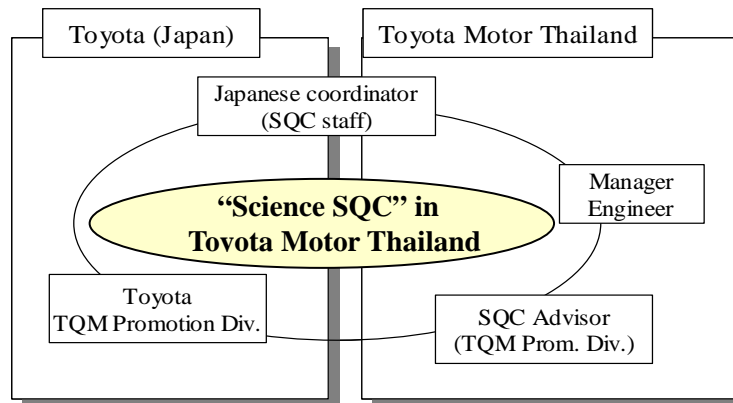 Toyota (Japan)
Toyota Motor Thailand
Japanese coordinator
(SQC staff)
Manager
Engineer
“Science SQC” in
Tovota Motor Thailand
Toyota
TQM Promotion Div.
SQC Advisor
(TQM Prom. Div.)